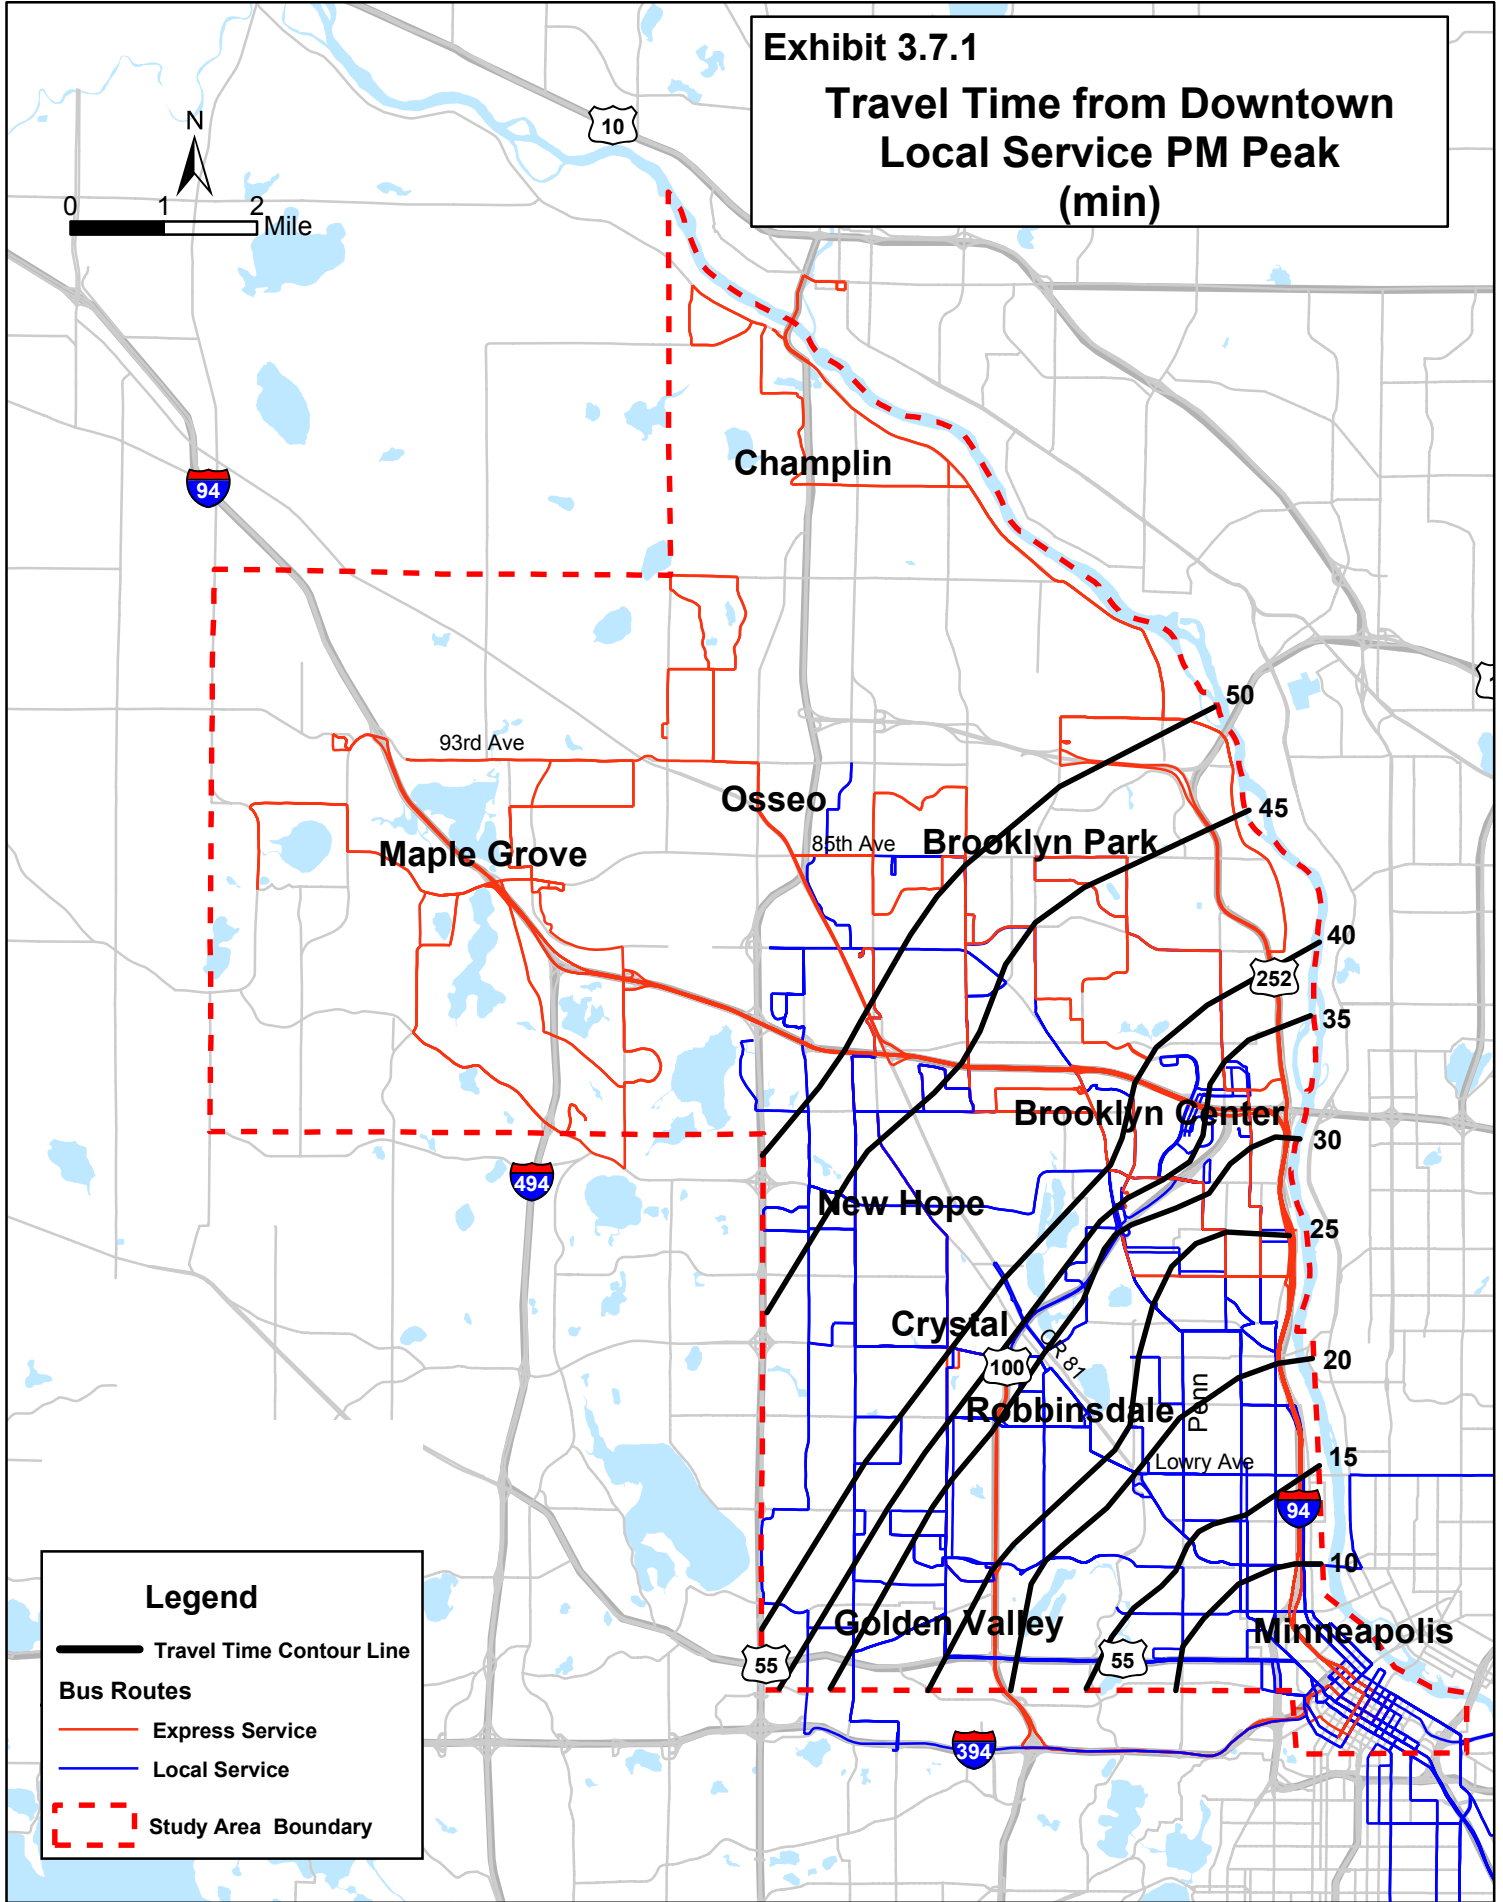 Exhibit 3.7.1
Travel Time from Downtown
Local Service PM Peak
(min)
10
N
0 1 2
Mile
Champlin
94
50
93rd Ave
45
Osseo
85th Ave
Brooklyn Park
Maple Grove
40
252
35
Brooklyn Center
30
494
New Hope
25
Crystal
CR 81
20
100
Penn
Robbinsdale
Lowry Ave
15
94
10
Golden Valley
Minneapolis
55
55
394
Legend
Travel Time Contour Line
Bus Routes
Express Service
Local Service
Study Area Boundary